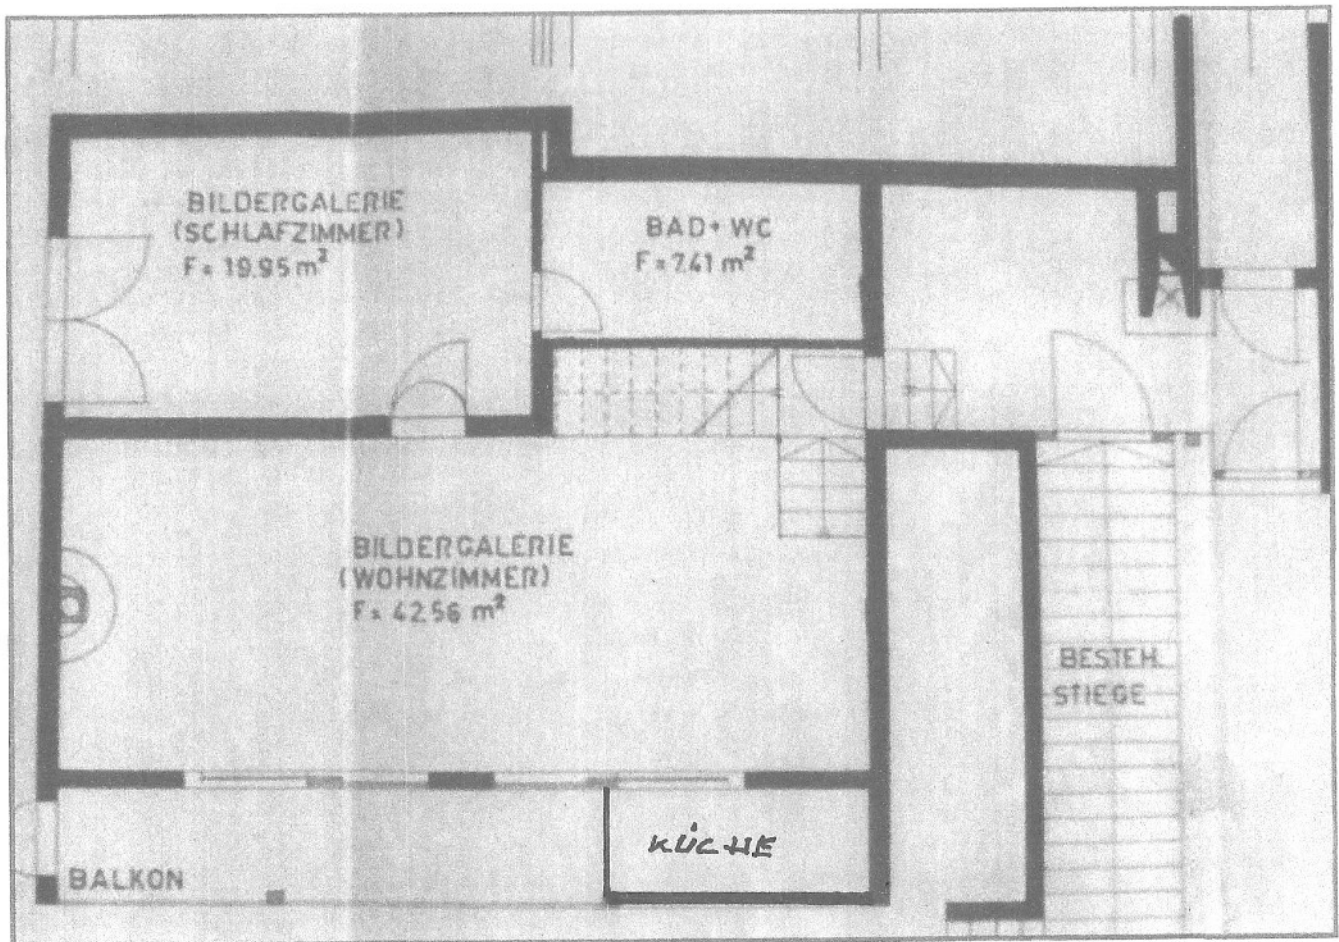 BILDERGALERIE
(SCHLAFZIMMER)
F= 19.95 m²
BAD+ WC
F= 7.41 m²
BILDERGALERIE
(WOHNZIMMER)
F= 42.56 m²
BESTEH.
STIEGE
KÜCHE
BALKON